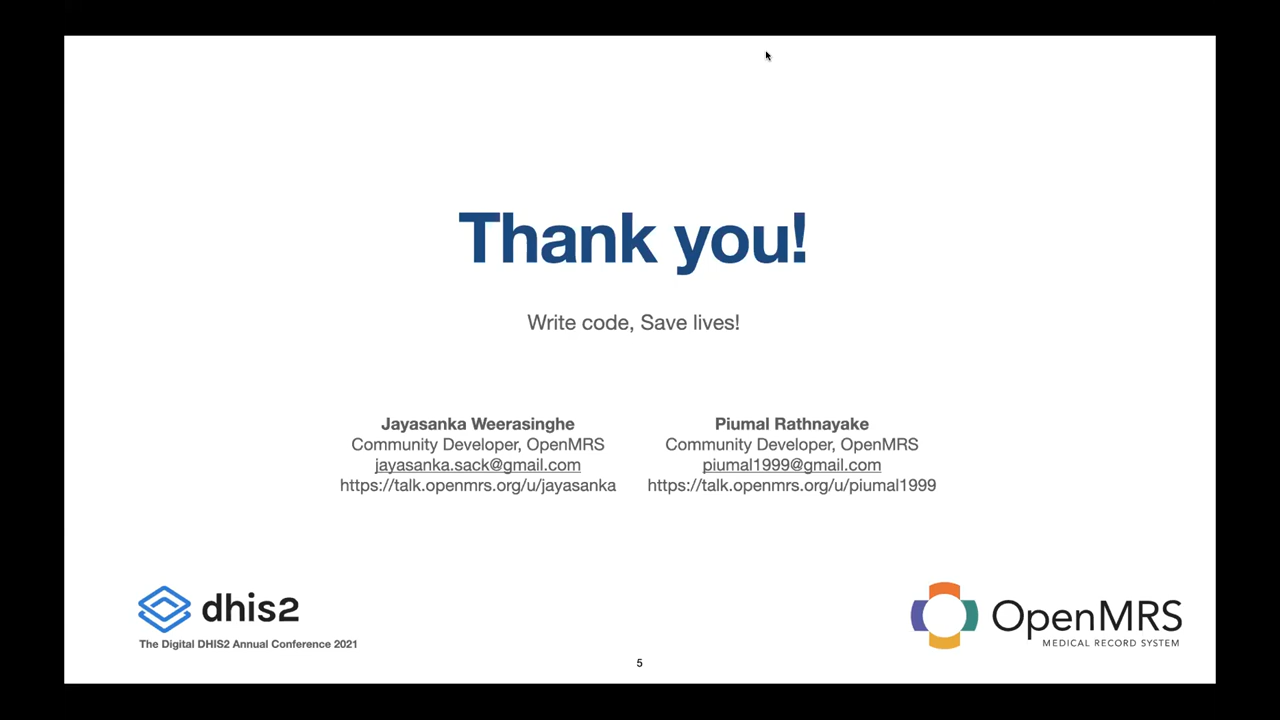 Thank you!
Write code, Save lives!
Jayasanka Weerasinghe
Community Developer, OpenMRS
jayasanka.sack@gmail.com
https://talk.openmrs.org/u/jayasanka
Piumal Rathnayake
Community Developer, OpenMRS
piumal1999@gmail.com
https://talk.openmrs.org/u/piumal1999
dhis2
The Digital DHIS2 Annual Conference 2021
OpenMRS
MEDICAL RECORD SYSTEM
5